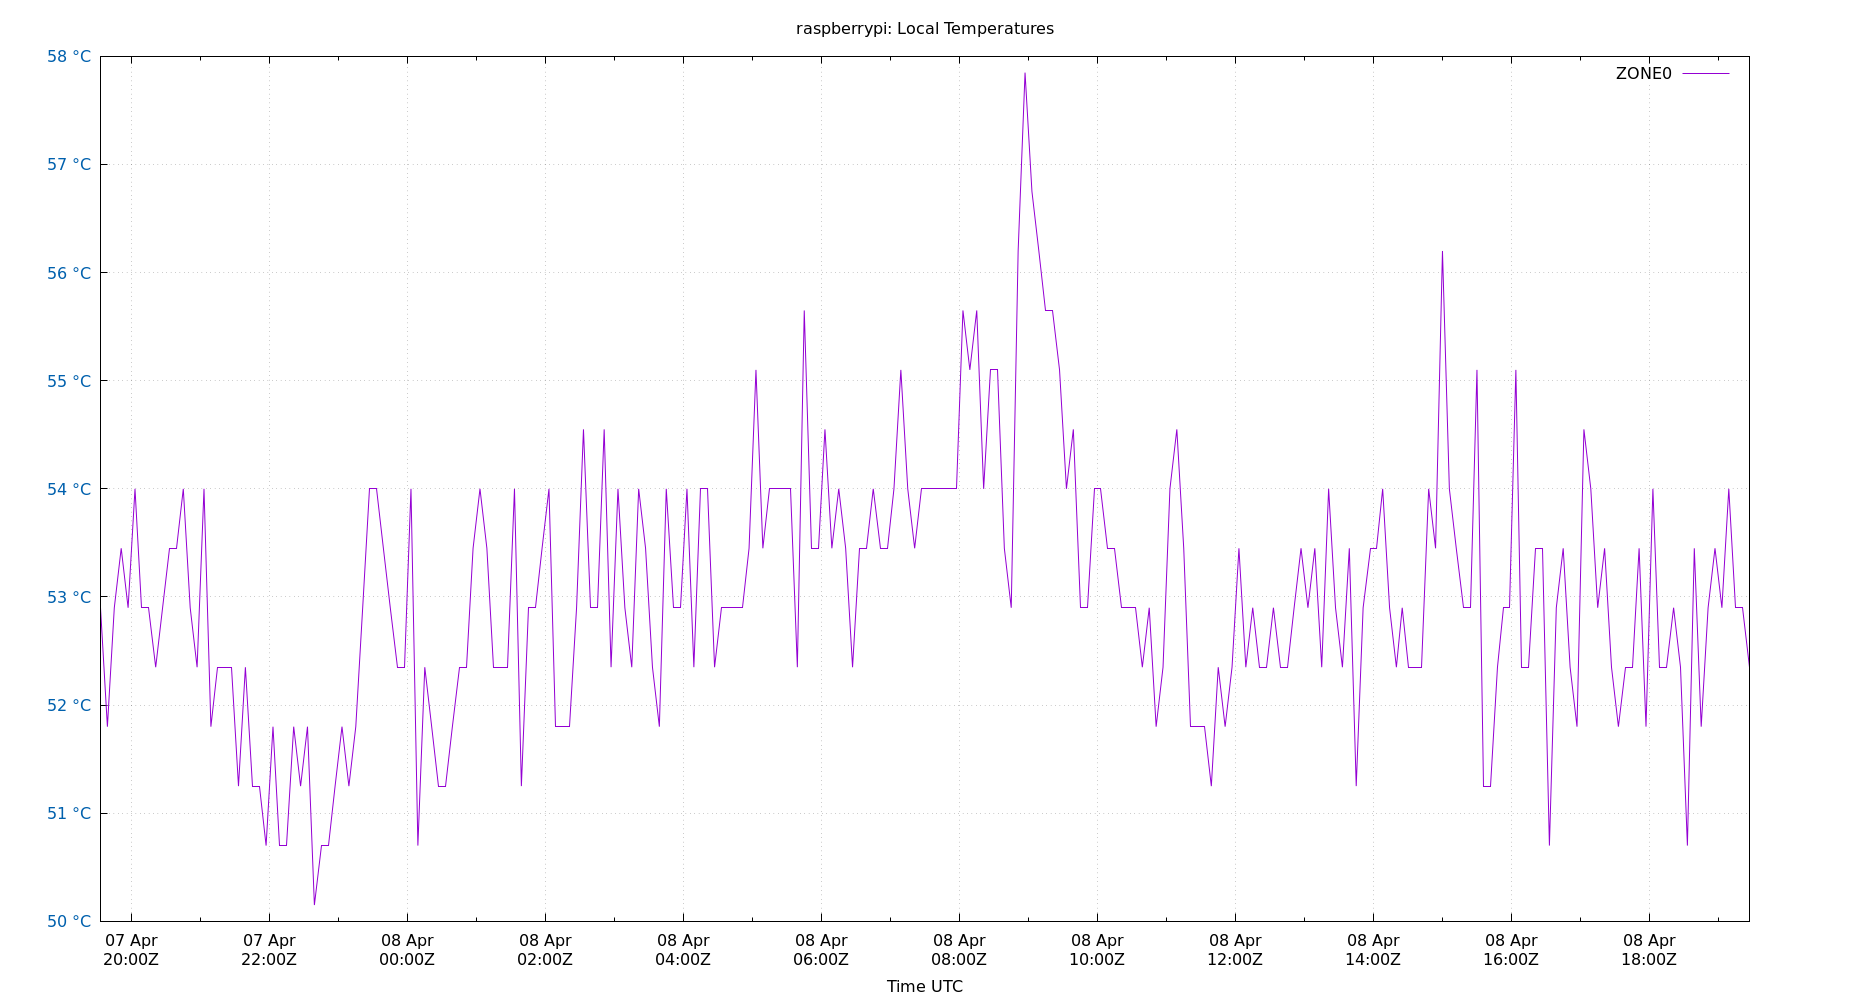 raspberrypi: Local Temperatures
58 °C
ZONE0
57 °C
56 °C
55 °C
54 °C
53 °C
52 °C
51 °C
50 °C
07 Apr 07 Apr 08 Apr 08 Apr 08 Apr 08 Apr 08 Apr 08 Apr 08 Apr 08 Apr 08 Apr 08 Apr
20:00Z 22:00Z 00:00Z 02:00Z 04:00Z 06:00Z 08:00Z 10:00Z 12:00Z 14:00Z 16:00Z 18:00Z
Time UTC